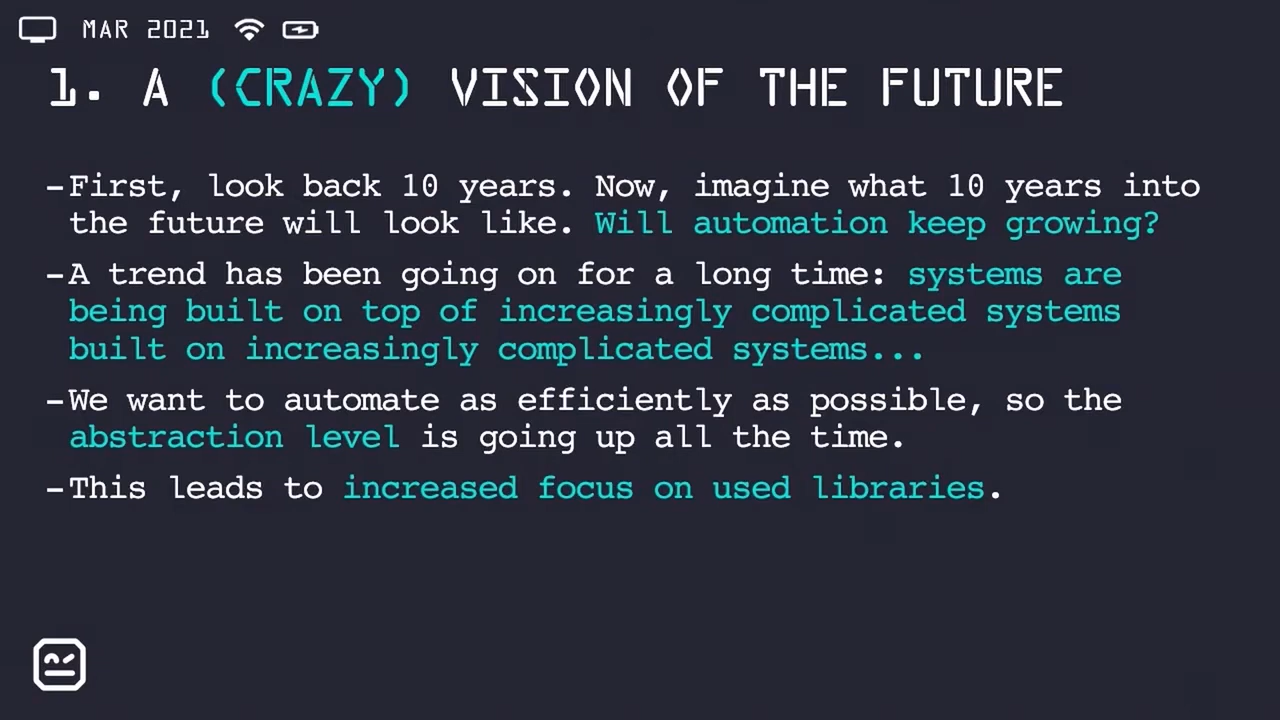 MAR 2021
1. A (CRAZY) VISION OF THE FUTURE
-First, look back 10 years. Now, imagine what 10 years into
the future will look like. Will automation keep growing?
-A trend has been going on for a long time: systems are
being built on top of increasingly complicated systems
built on increasingly complicated systems...
-We want to automate as efficiently as possible, so the
abstraction level is going up all the time.
-This leads to increased focus on used libraries.